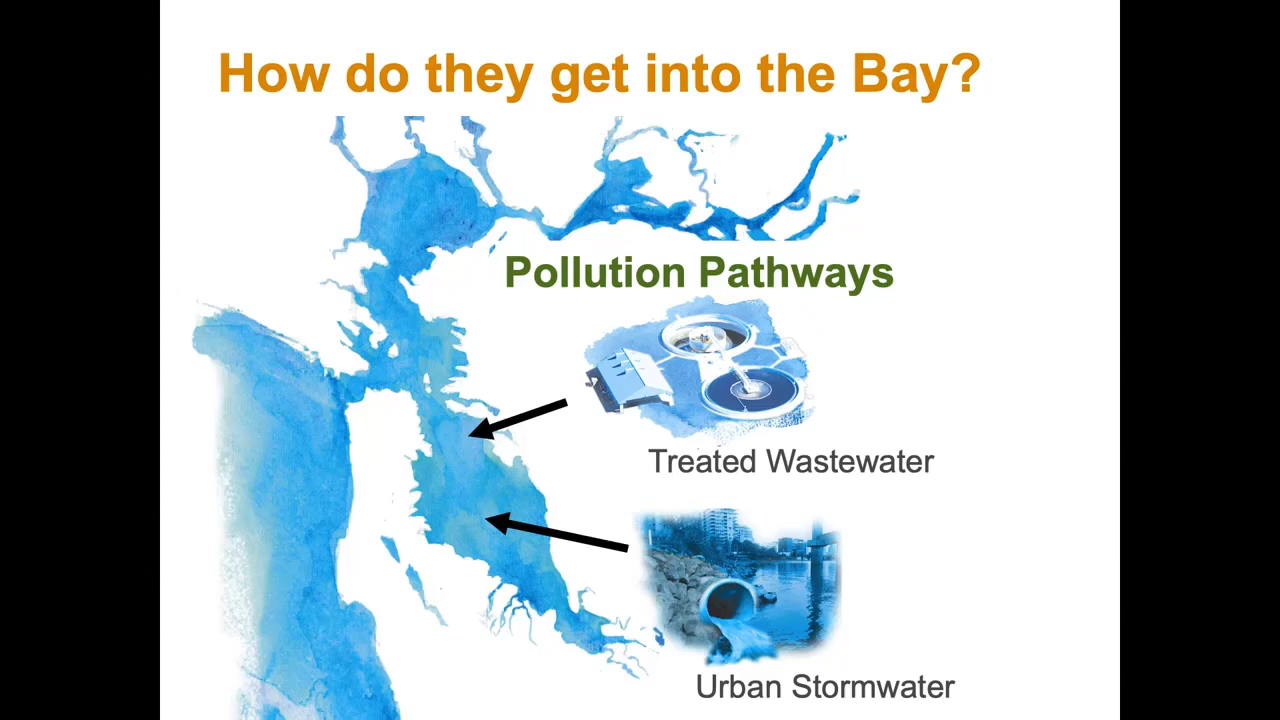 How do they get into the Bay?
Pollution Pathways
Treated Wastewater
Urban Stormwater